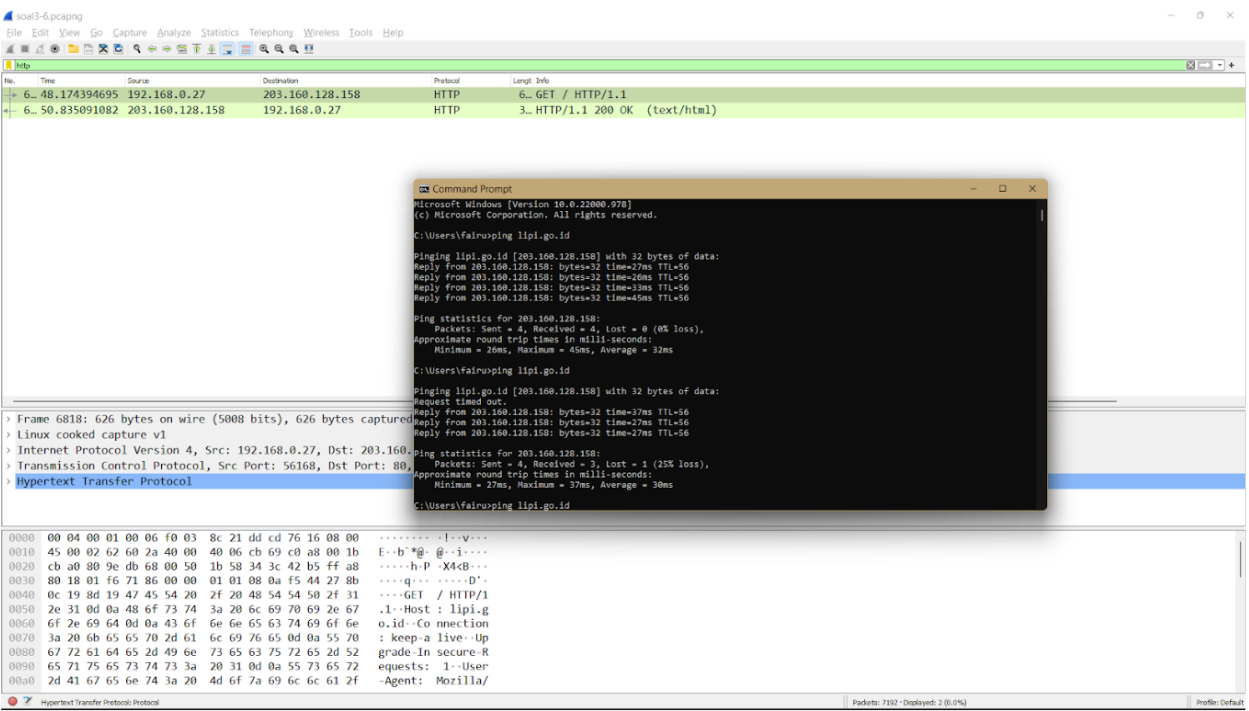 soal3-6.pcapng
File Edit View Go Capture Analyze Statistics Telephony Wireless Tools Help
http
No. Time Source Destination Protocol Lengt Info
6… 48.174394695 192.168.0.27 203.160.128.158 HTTP 6… GET / HTTP/1.1
6… 50.835091082 203.160.128.158 192.168.0.27 HTTP 3… HTTP/1.1 200 OK (text/html)
Command Prompt
Microsoft Windows [Version 10.0.22000.978]
(c) Microsoft Corporation. All rights reserved.
C:\Users\fairu>ping lipi.go.id
Pinging lipi.go.id [203.160.128.158] with 32 bytes of data:
Reply from 203.160.128.158: bytes=32 time=27ms TTL=56
Reply from 203.160.128.158: bytes=32 time=26ms TTL=56
Reply from 203.160.128.158: bytes=32 time=33ms TTL=56
Reply from 203.160.128.158: bytes=32 time=45ms TTL=56
Ping statistics for 203.160.128.158:
Packets: Sent = 4, Received = 4, Lost = 0 (0% loss),
Approximate round trip times in milli-seconds:
Minimum = 26ms, Maximum = 45ms, Average = 32ms
C:\Users\fairu>ping lipi.go.id
Pinging lipi.go.id [203.160.128.158] with 32 bytes of data:
Request timed out.
Reply from 203.160.128.158: bytes=32 time=37ms TTL=56
Reply from 203.160.128.158: bytes=32 time=27ms TTL=56
Reply from 203.160.128.158: bytes=32 time=27ms TTL=56
Ping statistics for 203.160.128.158:
Packets: Sent = 4, Received = 3, Lost = 1 (25% loss),
Approximate round trip times in milli-seconds:
Minimum = 27ms, Maximum = 37ms, Average = 30ms
C:\Users\fairu>ping lipi.go.id
Frame 6818: 626 bytes on wire (5008 bits), 626 bytes captured
Linux cooked capture v1
Internet Protocol Version 4, Src: 192.168.0.27, Dst: 203.160.
Transmission Control Protocol, Src Port: 56168, Dst Port: 80,
Hypertext Transfer Protocol
0000 00 04 00 01 00 06 f0 03 8c 21 dd cd 76 16 08 00 ········ ·!··v···
0010 45 00 02 62 60 2a 40 00 40 06 cb 69 c0 a8 00 1b E··b`*@· @··i····
0020 cb a0 80 9e db 68 00 50 1b 58 34 3c 42 b5 ff a8 ·····h·P ·X4<B···
0030 80 18 01 f6 71 86 00 00 01 01 08 0a f5 44 27 8b ····q··· ·····D'·
0040 0c 19 8d 19 47 45 54 20 2f 20 48 54 54 50 2f 31 ····GET / HTTP/1
0050 2e 31 0d 0a 48 6f 73 74 3a 20 6c 69 70 69 2e 67 .1··Host : lipi.g
0060 6f 2e 69 64 0d 0a 43 6f 6e 6e 65 63 74 69 6f 6e o.id··Co nnection
0070 3a 20 6b 65 65 70 2d 61 6c 69 76 65 0d 0a 55 70 : keep-a live··Up
0080 67 72 61 64 65 2d 49 6e 73 65 63 75 72 65 2d 52 grade-In secure-R
0090 65 71 75 65 73 74 73 3a 20 31 0d 0a 55 73 65 72 equests: 1··User
00a0 2d 41 67 65 6e 74 3a 20 4d 6f 7a 69 6c 6c 61 2f -Agent: Mozilla/
Hypertext Transfer Protocol: Protocol Packets: 7192 · Displayed: 2 (0.0%) Profile: Default